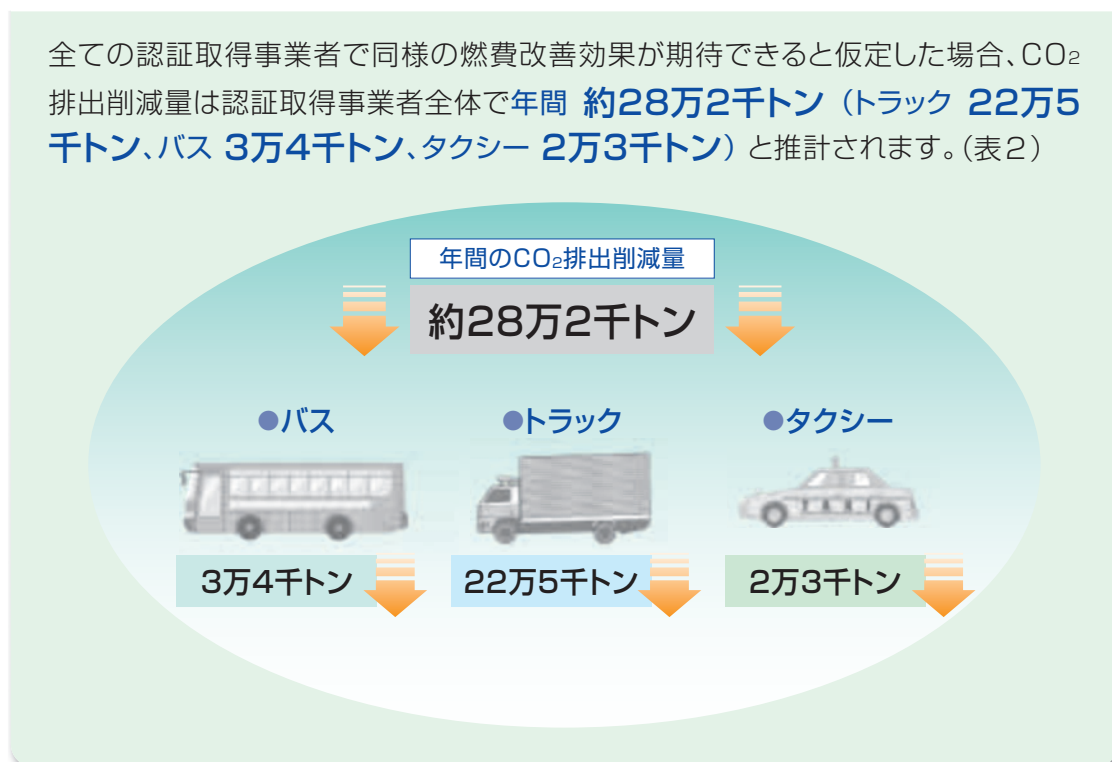 全ての認証取得事業者で同様の燃費改善効果が期待できると仮定した場合、CO2
排出削減量は認証取得事業者全体で年間 約28万2千トン（トラック 22万5
千トン、バス 3万4千トン、タクシー 2万3千トン）と推計されます。（表2）
年間のCO2排出削減量
約28万2千トン
●バス
●トラック
●タクシー
3万4千トン
22万5千トン
2万3千トン